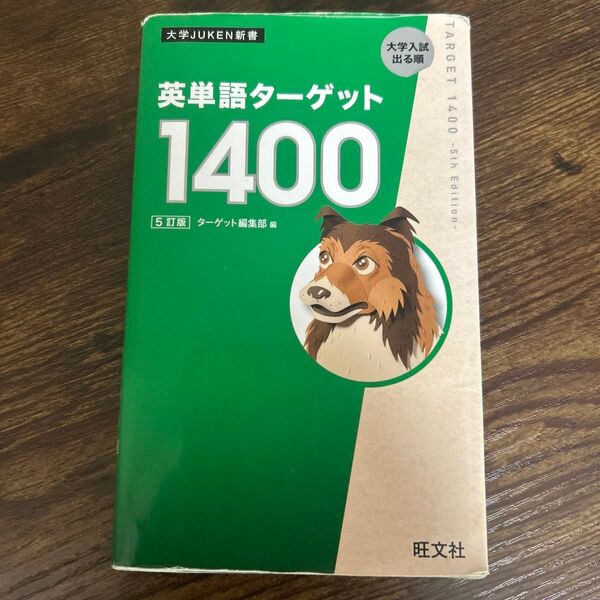 大学JUKEN新書
大学入試
出る順
英単語ターゲット
1400
5訂版 ターゲット編集部 編
TARGET 1400 -5th Edition-
旺文社